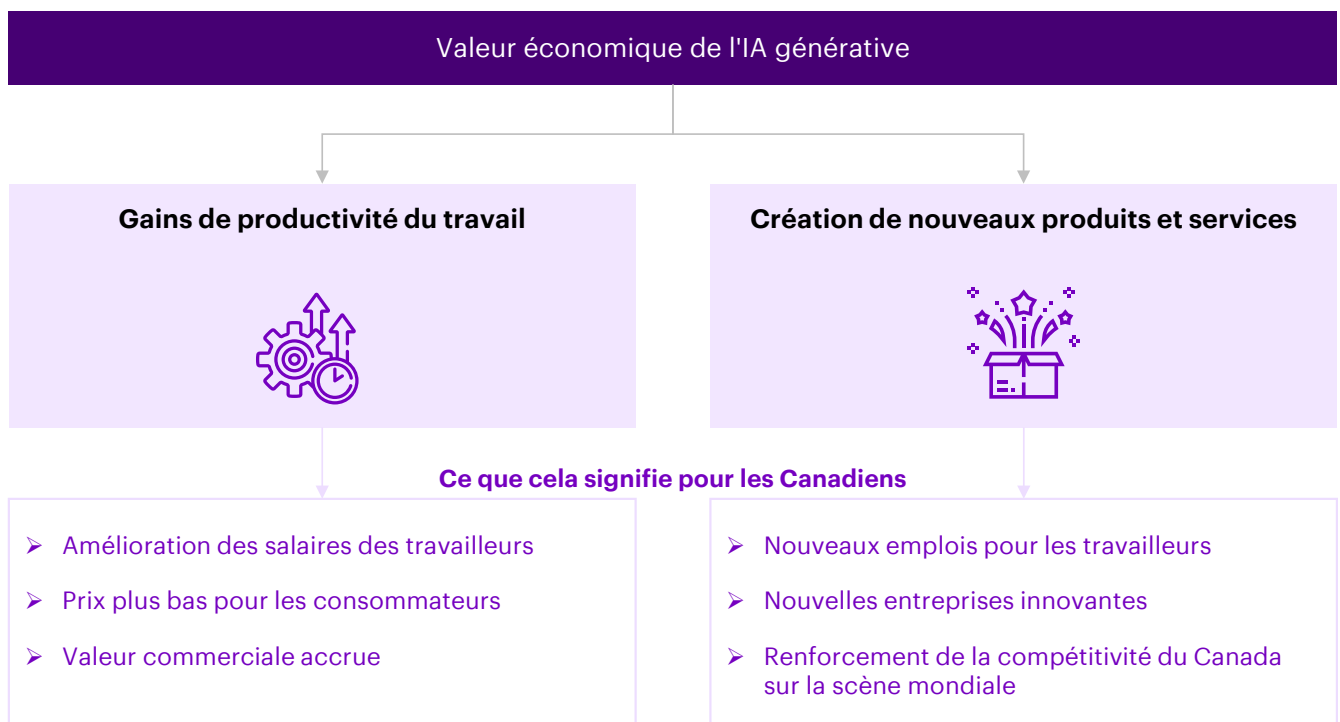 Valeur économique de l'IA générative
Gains de productivité du travail
Création de nouveaux produits et services
Ce que cela signifie pour les Canadiens
➢ Amélioration des salaires des travailleurs
➢ Prix plus bas pour les consommateurs
➢ Valeur commerciale accrue
➢ Nouveaux emplois pour les travailleurs
➢ Nouvelles entreprises innovantes
➢ Renforcement de la compétitivité du Canada
sur la scène mondiale